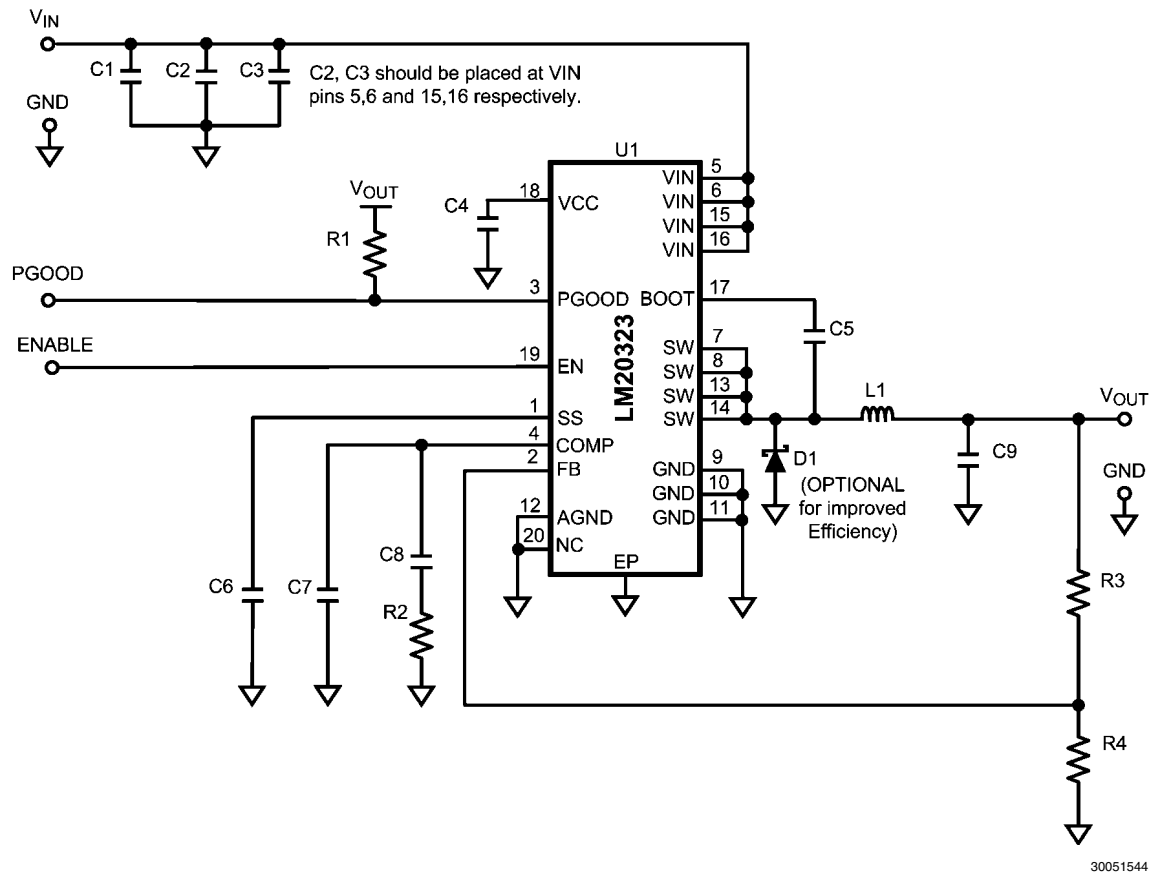 VIN
C1
C2
C3
C2, C3 should be placed at VIN
pins 5,6 and 15,16 respectively.
GND
U1
VOUT
R1
C4
18
VCC
VIN
5
VIN
6
VIN
15
VIN
16
PGOOD
3
PGOOD
BOOT
17
C5
ENABLE
19
EN
LM20323
SW
7
SW
8
SW
13
SW
14
L1
VOUT
1
SS
4
COMP
2
FB
GND
9
GND
10
GND
11
D1
(OPTIONAL
for improved
Efficiency)
C9
GND
12
AGND
20
NC
EP
C6
C7
C8
R2
R3
R4
30051544